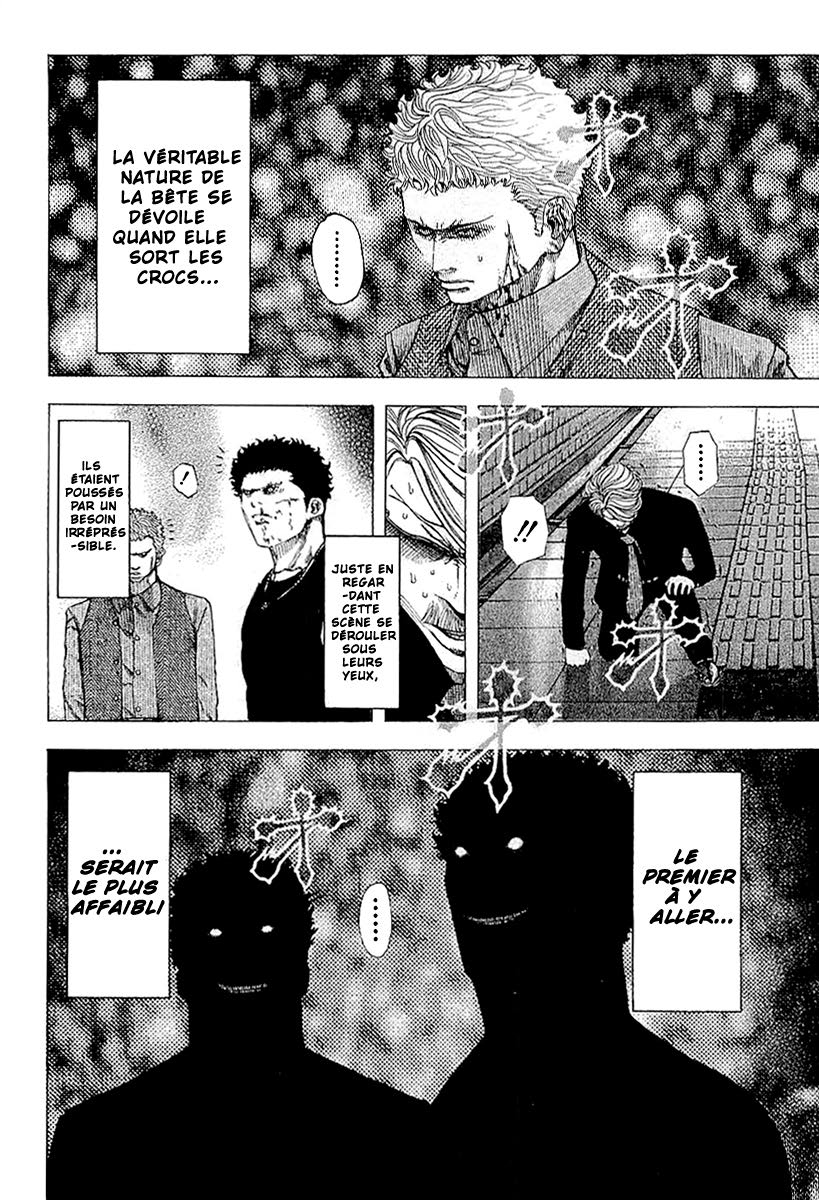 LA VÉRITABLE
NATURE DE
LA BÊTE SE
DÉVOILE
QUAND ELLE
SORT LES
CROCS...
........
......
!!
JUSTE EN
REGAR
-DANT
CETTE
SCÈNE SE
DÉROULER
SOUS
LEURS
YEUX,
!
ILS
ÉTAIENT
POUSSÉS
PAR UN
BESOIN
IRRÉPRES
-SIBLE.
LE
PREMIER
À Y
ALLER...
......
...
SERAIT
LE PLUS
AFFAIBLI